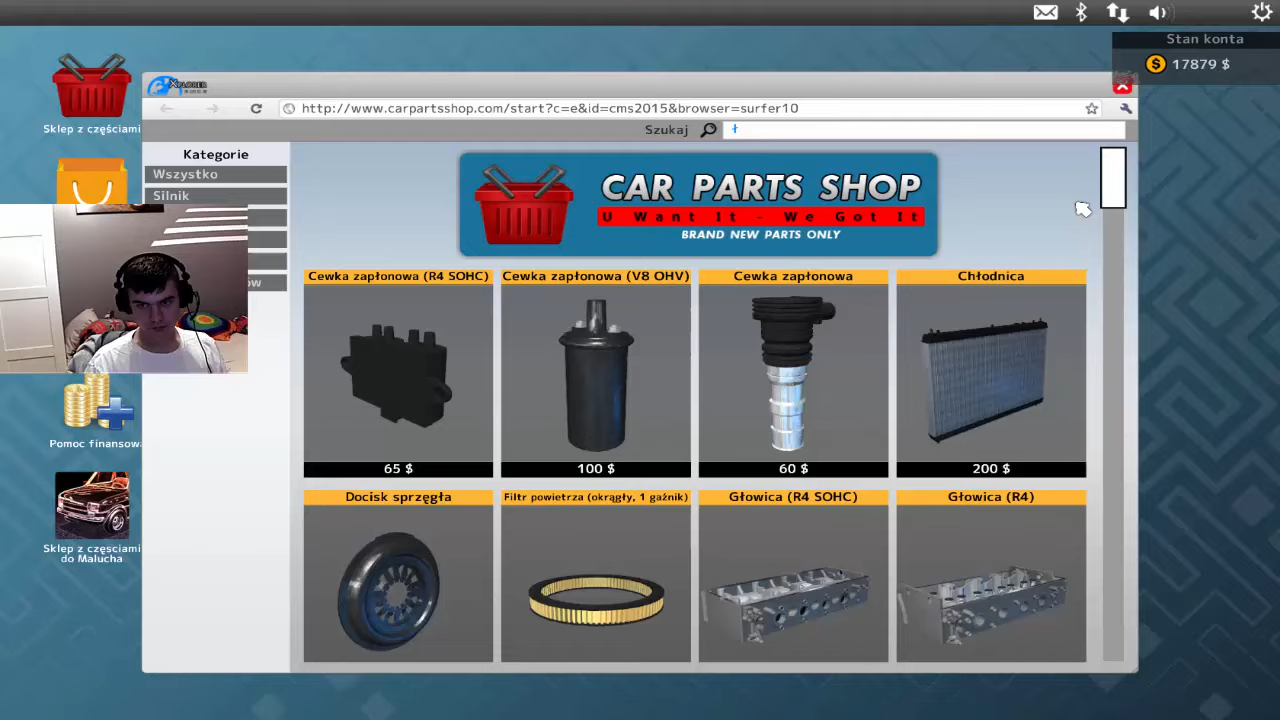 Stan konta
17879 $
Sklep z częściami
Pomoc finansowa
Sklep z częsciami
do Malucha
http://www.carpartsshop.com/start?c=e&id=cms2015&browser=surfer10
Szukaj
ł
Kategorie
Wszystko
Silnik
CAR PARTS SHOP
U Want It - We Got It
BRAND NEW PARTS ONLY
Cewka zapłonowa (R4 SOHC)
65 $
Cewka zapłonowa (V8 OHV)
100 $
Cewka zapłonowa
60 $
Chłodnica
200 $
Docisk sprzęgła
Filtr powietrza (okrągły, 1 gaźnik)
Głowica (R4 SOHC)
Głowica (R4)